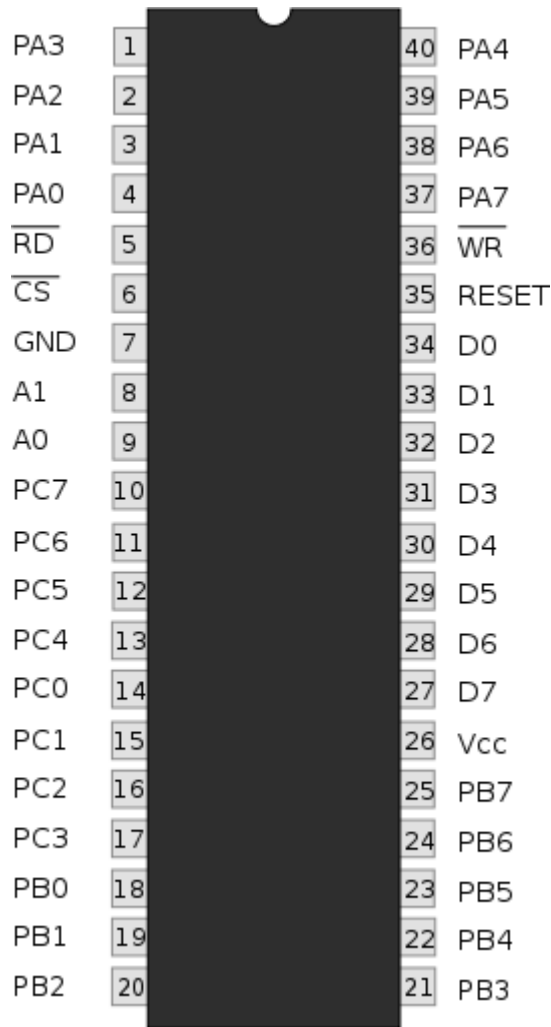 PA3 1 40 PA4
PA2 2 39 PA5
PA1 3 38 PA6
PA0 4 37 PA7
RD 5 36 WR
CS 6 35 RESET
GND 7 34 D0
A1 8 33 D1
A0 9 32 D2
PC7 10 31 D3
PC6 11 30 D4
PC5 12 29 D5
PC4 13 28 D6
PC0 14 27 D7
PC1 15 26 Vcc
PC2 16 25 PB7
PC3 17 24 PB6
PB0 18 23 PB5
PB1 19 22 PB4
PB2 20 21 PB3